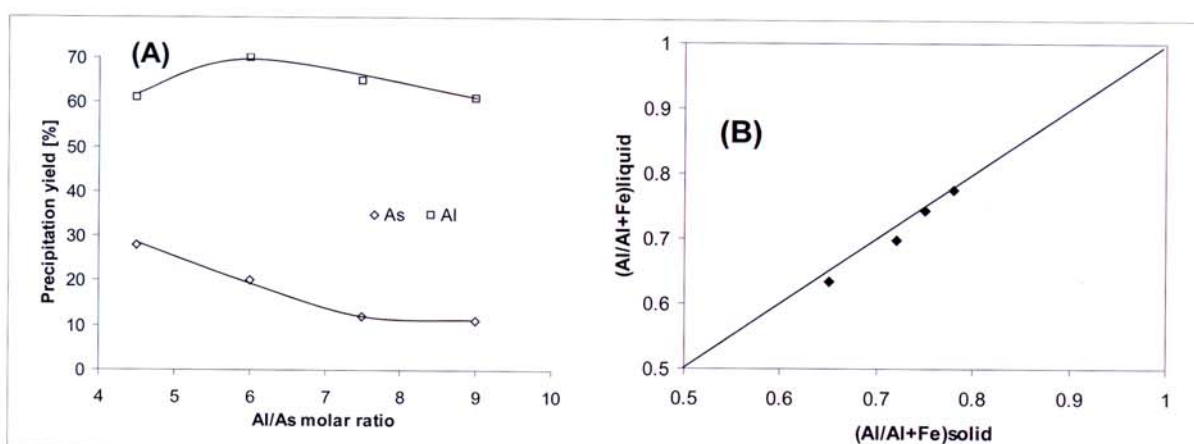 (A)
70
60
50
40
30
20
10
0
Precipitation yield [%]
As Al
4 5 6 7 8 9 10
Al/As molar ratio
(B)
1
0.9
0.8
0.7
0.6
0.5
(Al/Al+Fe)liquid
0.5 0.6 0.7 0.8 0.9 1
(Al/Al+Fe)solid